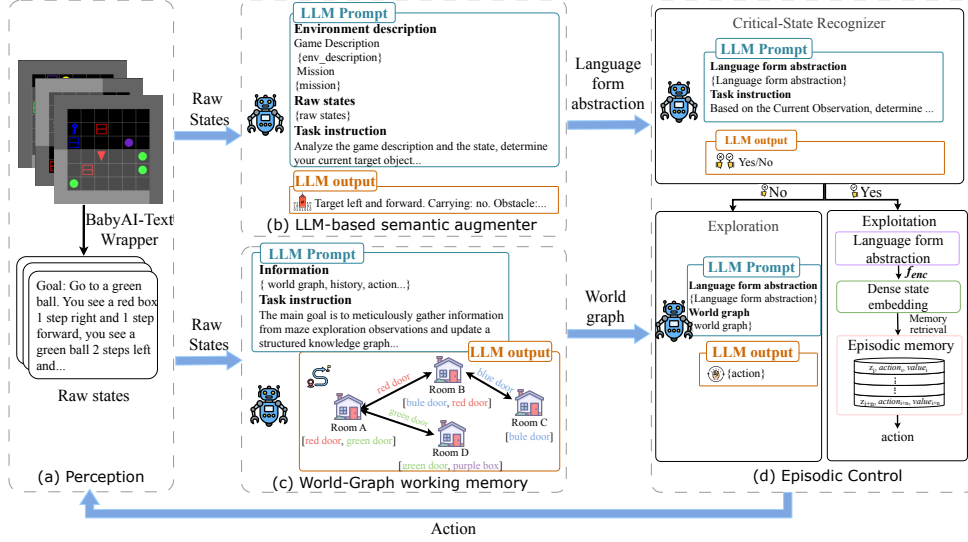 BabyAI-Text
Wrapper
Goal: Go to a green
ball. You see a red box
1 step right and 1 step
forward, you see a
green ball 2 steps left
and...
Raw states
(a) Perception
Raw
States
Raw
States
LLM Prompt
Environment description
Game Description
{env_description}
Mission
{mission}
Raw states
{raw states}
Task instruction
Analyze the game description and the state, determine
your current target object...
LLM output
Target left and forward. Carrying: no. Obstacle:...
(b) LLM-based semantic augmenter
LLM Prompt
Information
{ world graph, history, action...}
Task instruction
The main goal is to meticulously gather information
from maze exploration observations and update a
structured knowledge graph...
LLM output
red door
blue door
green door
Room B
[bule door, red door]
Room A
[red door, green door]
Room C
[bule door]
Room D
[green door, purple box]
(c) World-Graph working memory
Language
form
abstraction
World
graph
Critical-State Recognizer
LLM Prompt
Language form abstraction
{Language form abstraction}
Task instruction
Based on the Current Observation, determine ...
LLM output
Yes/No
No
Yes
Exploration
LLM Prompt
Language form abstraction
{Language form abstraction}
World graph
{world graph}
LLM output
{action}
Exploitation
Language form
abstraction
f_enc
Dense state
embedding
Memory
retrieval
Episodic memory
z_i, action_i, value_i
z_{i+n}, action_{i+n}, value_{i+n}
action
(d) Episodic Control
Action